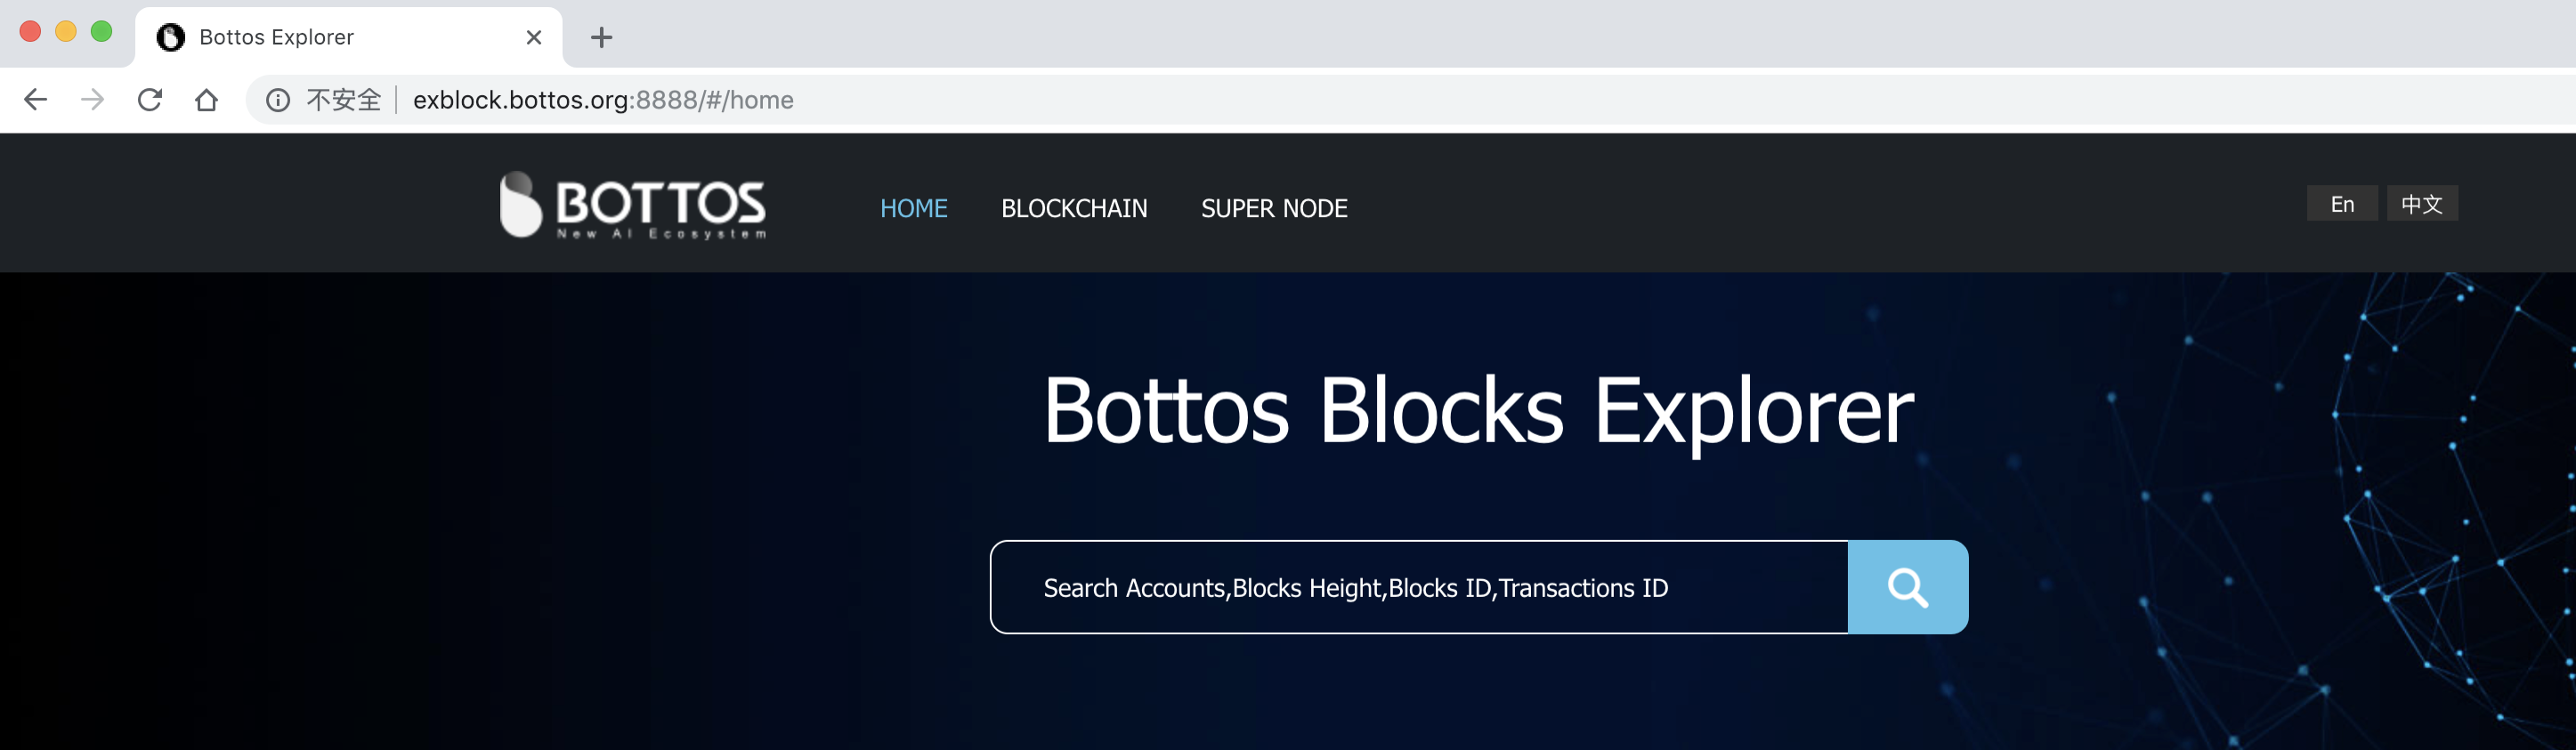 Bottos Explorer
不安全 exblock.bottos.org:8888/#/home
BOTTOS
New AI Ecosystem
HOME BLOCKCHAIN SUPER NODE
En 中文
Bottos Blocks Explorer
Search Accounts,Blocks Height,Blocks ID,Transactions ID